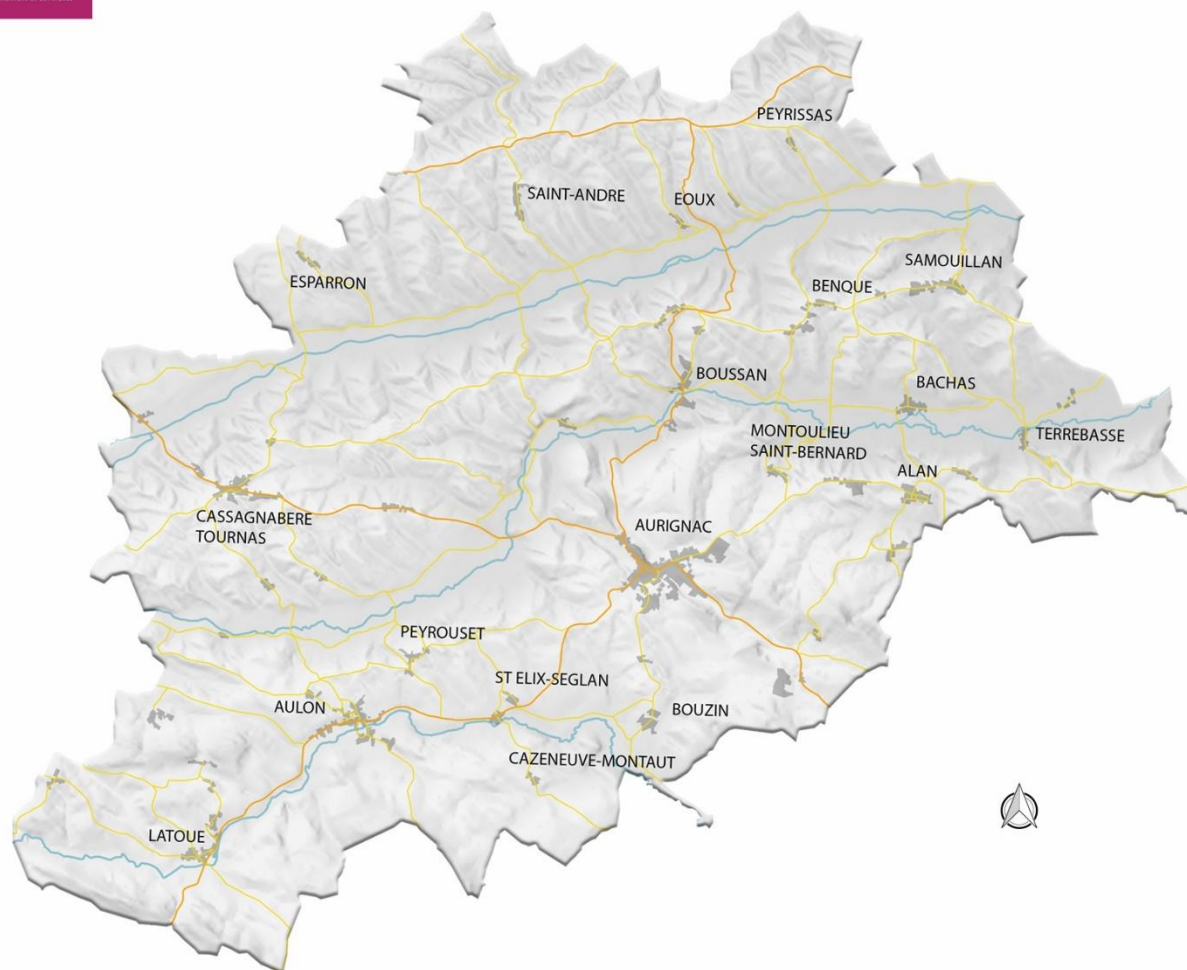 PEYRISSAS
SAINT-ANDRE
EOUX
ESPARRON
SAMOUILLAN
BENQUE
BOUSSAN
BACHAS
MONTOULIEU
SAINT-BERNARD
TERREBASSE
ALAN
CASSAGNABERE
TOURNAS
AURIGNAC
PEYROUSET
ST ELIX-SEGLAN
AULON
BOUZIN
CAZENEUVE-MONTAUT
LATOUE